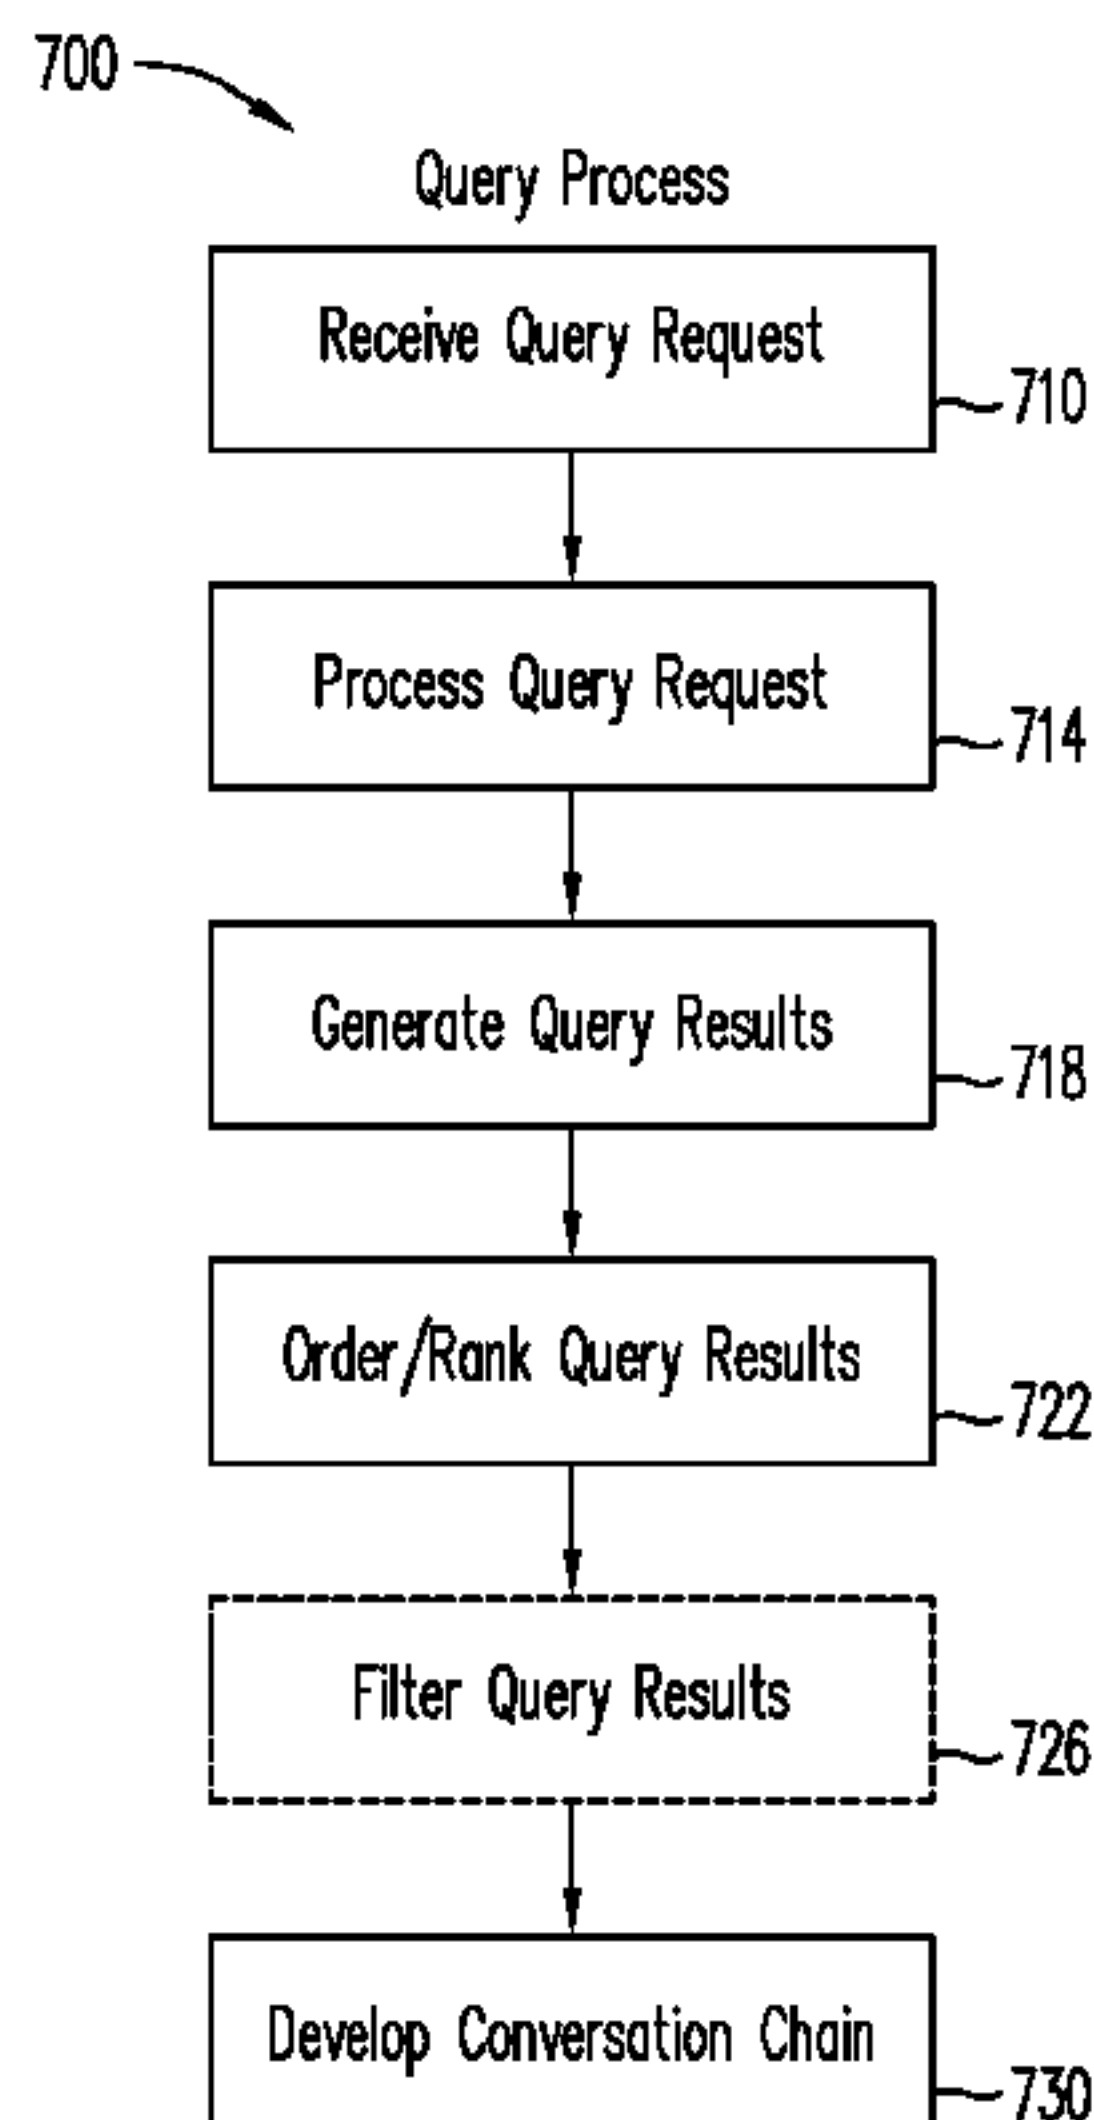 700
Query Process
Receive Query Request
710
Process Query Request
714
Generate Query Results
718
Order/Rank Query Results
722
Filter Query Results
726
Develop Conversation Chain
730